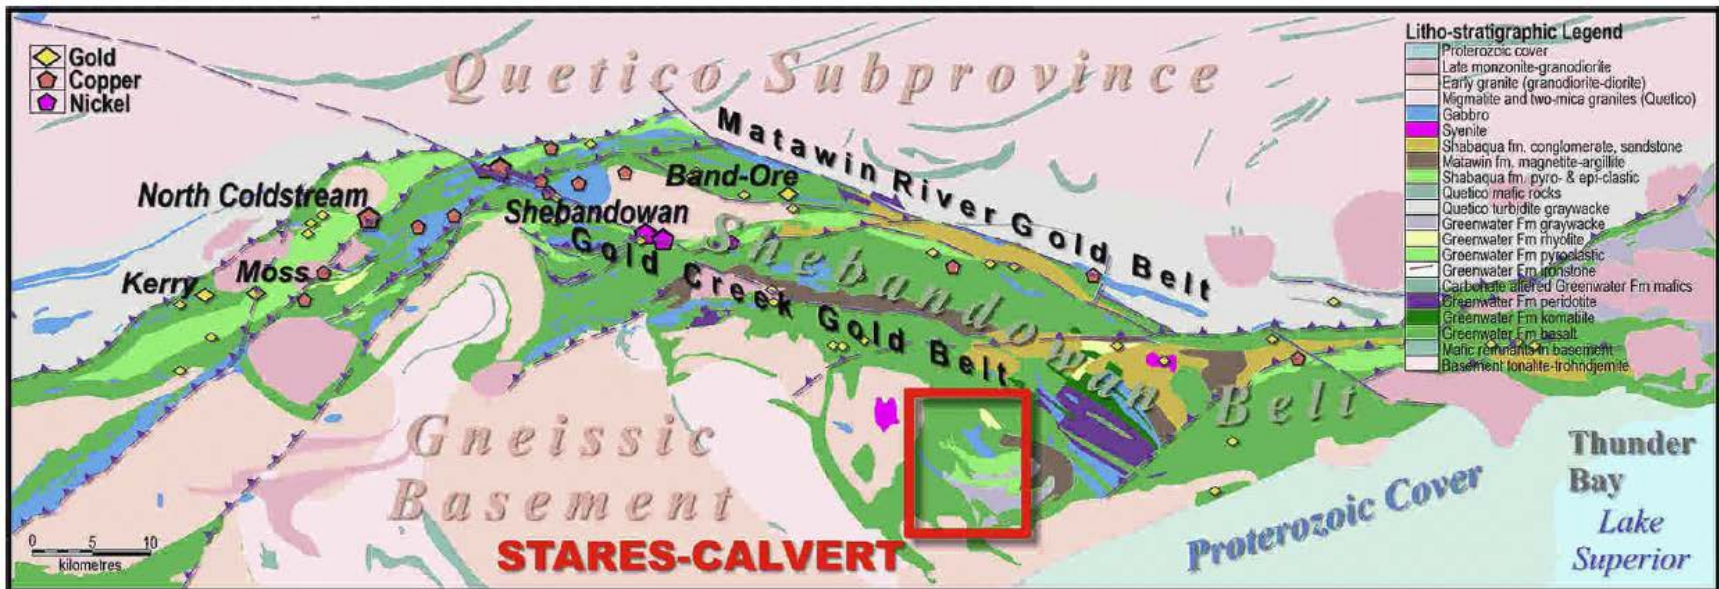 Gold
Copper
Nickel
Quetico Subprovince
Litho-stratigraphic Legend
Proterozoic cover
Late monzonite-granodiorite
Early granite (granodiorite-diorite)
Migmatite and two-mica granites (Quetico)
Gabbro
Syenite
Shabaqua fm. conglomerate, sandstone
Matawin fm. magnetite-argillite
Shabaqua fm. pyro- & epi-clastic
Quetico mafic rocks
Quetico turbidite graywacke
Greenwater Fm graywacke
Greenwater Fm rhyolite
Greenwater Fm pyroclastic
Greenwater Fm ironstone
Carbonate altered Greenwater Fm mafics
Greenwater Fm peridotite
Greenwater Fm komatiite
Greenwater Fm basalt
Mafic remnants in basement
Basement tonalite-trohndjemite
Matawin River Gold Belt
Band-Ore
North Coldstream
Shebandowan
Gold Creek Gold Belt
Shebandowan Belt
Kerry
Moss
Gneissic
Basement
STARES-CALVERT
0 5 10
kilometres
Proterozoic Cover
Thunder
Bay
Lake
Superior